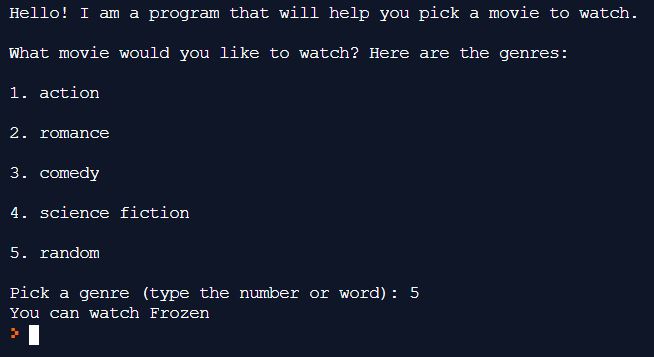 Hello! I am a program that will help you pick a movie to watch.
What movie would you like to watch? Here are the genres:
1. action
2. romance
3. comedy
4. science fiction
5. random
Pick a genre (type the number or word): 5
You can watch Frozen
>